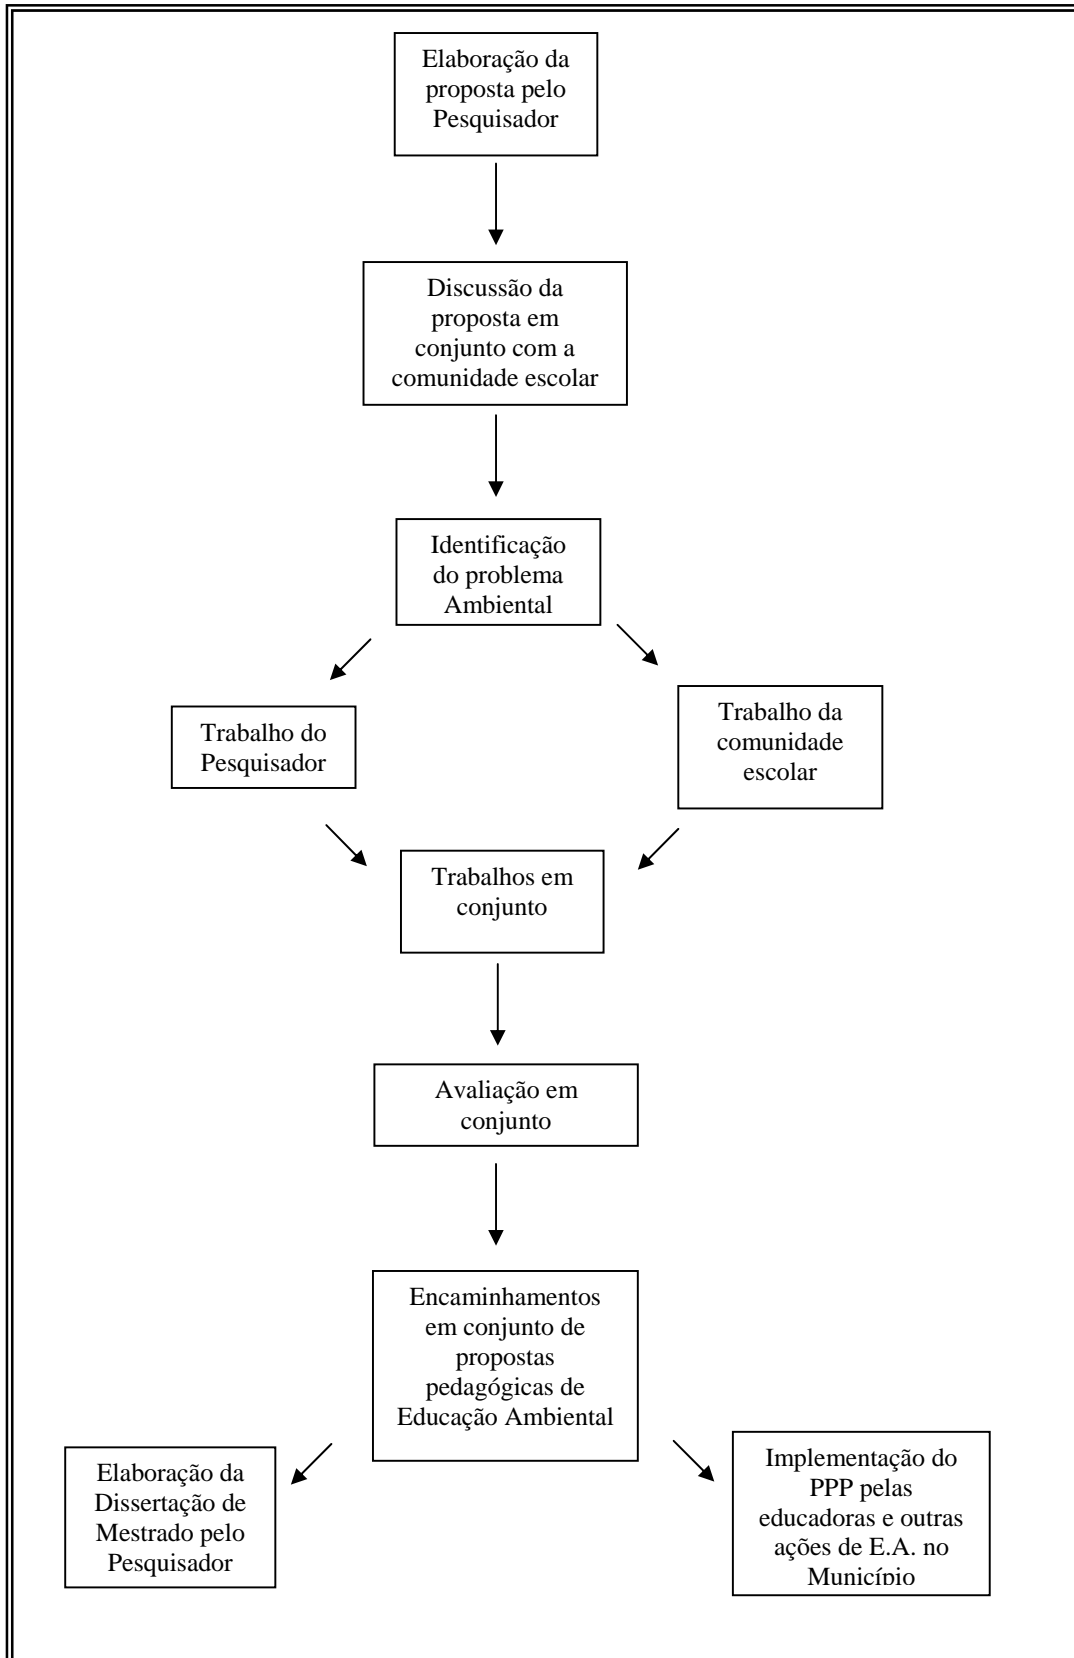 Elaboração da
proposta pelo
Pesquisador
Discussão da
proposta em
conjunto com a
comunidade escolar
Identificação
do problema
Ambiental
Trabalho do
Pesquisador
Trabalho da
comunidade
escolar
Trabalhos em
conjunto
Avaliação em
conjunto
Encaminhamentos
em conjunto de
propostas
pedagógicas de
Educação Ambiental
Elaboração da
Dissertação de
Mestrado pelo
Pesquisador
Implementação do
PPP pelas
educadoras e outras
ações de E.A. no
Município